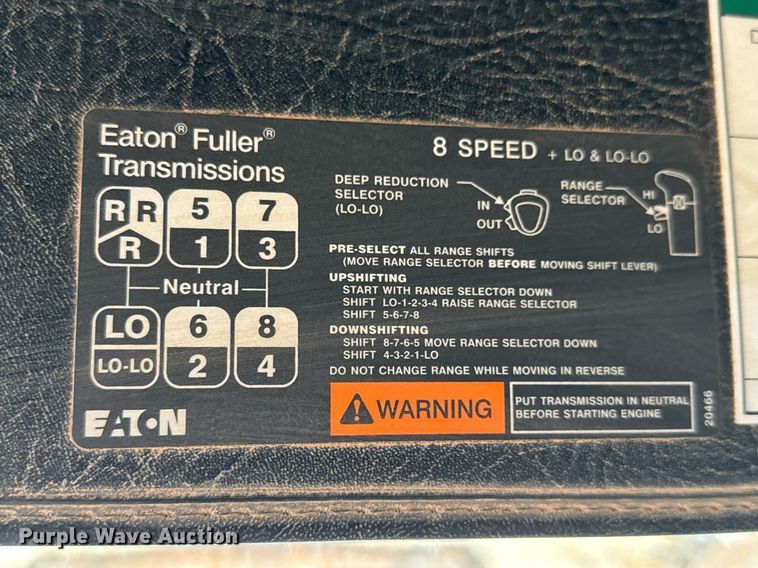 Eaton® Fuller®
Transmissions
8 SPEED + LO & LO-LO
DEEP REDUCTION
SELECTOR
(LO-LO)
IN
OUT
RANGE
SELECTOR
HI
LO
R R 5 7
R 1 3
Neutral
LO 6 8
LO-LO 2 4
PRE-SELECT ALL RANGE SHIFTS
(MOVE RANGE SELECTOR BEFORE MOVING SHIFT LEVER)
UPSHIFTING
START WITH RANGE SELECTOR DOWN
SHIFT LO-1-2-3-4 RAISE RANGE SELECTOR
SHIFT 5-6-7-8
DOWNSHIFTING
SHIFT 8-7-6-5 MOVE RANGE SELECTOR DOWN
SHIFT 4-3-2-1-LO
DO NOT CHANGE RANGE WHILE MOVING IN REVERSE
EATON
WARNING
PUT TRANSMISSION IN NEUTRAL
BEFORE STARTING ENGINE
20466
Purple Wave Auction